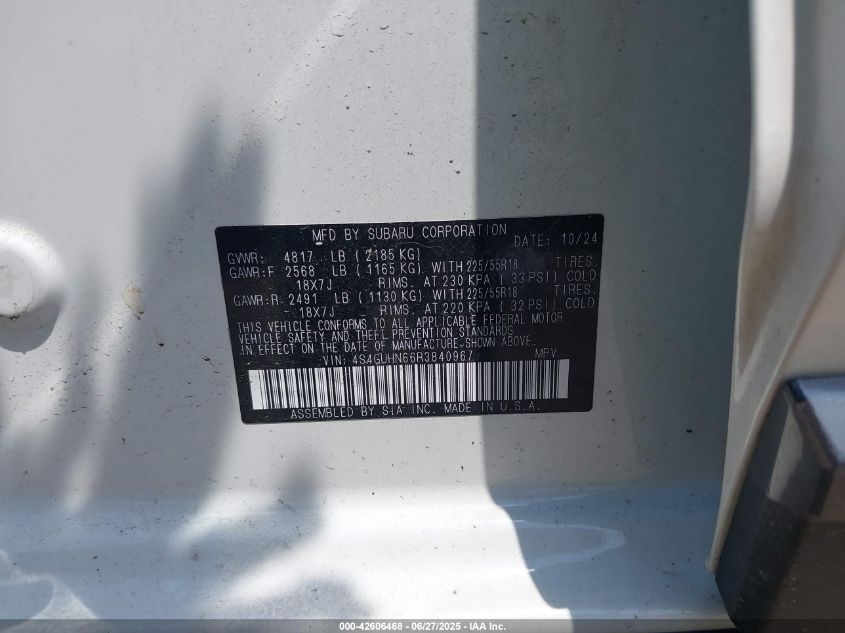 MFD BY SUBARU CORPORATION DATE: 10/24
GVWR: 4817 LB ( 2185 KG)
GAWR:F 2568 LB ( 1165 KG) WITH 225/55R18 TIRES.
18X7J RIMS. AT 230 KPA ( 33 PSI) COLD
GAWR:R 2491 LB ( 1130 KG) WITH 225/55R18 TIRES.
18X7J RIMS. AT 220 KPA ( 32 PSI) COLD
THIS VEHICLE CONFORMS TO ALL APPLICABLE FEDERAL MOTOR
VEHICLE SAFETY, AND THEFT PREVENTION STANDARDS
IN EFFECT ON THE DATE OF MANUFACTURE SHOWN ABOVE.
VIN: 4S4GUHN66R3840967 MPV
ASSEMBLED BY SIA INC. MADE IN U.S.A.
000-42606468 - 06/27/2025 - IAA Inc.